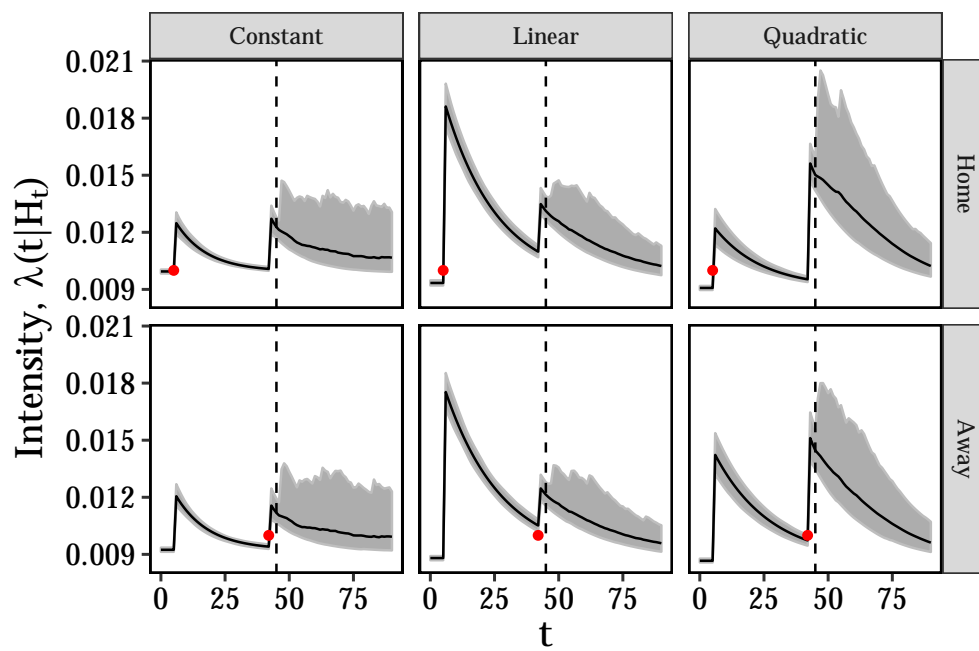 Constant Linear Quadratic
0.021
0.018
0.015
0.012
0.009
Home
0.021
0.018
0.015
0.012
0.009
Away
Intensity, λ(t|Ht)
0 25 50 75 0 25 50 75 0 25 50 75
t